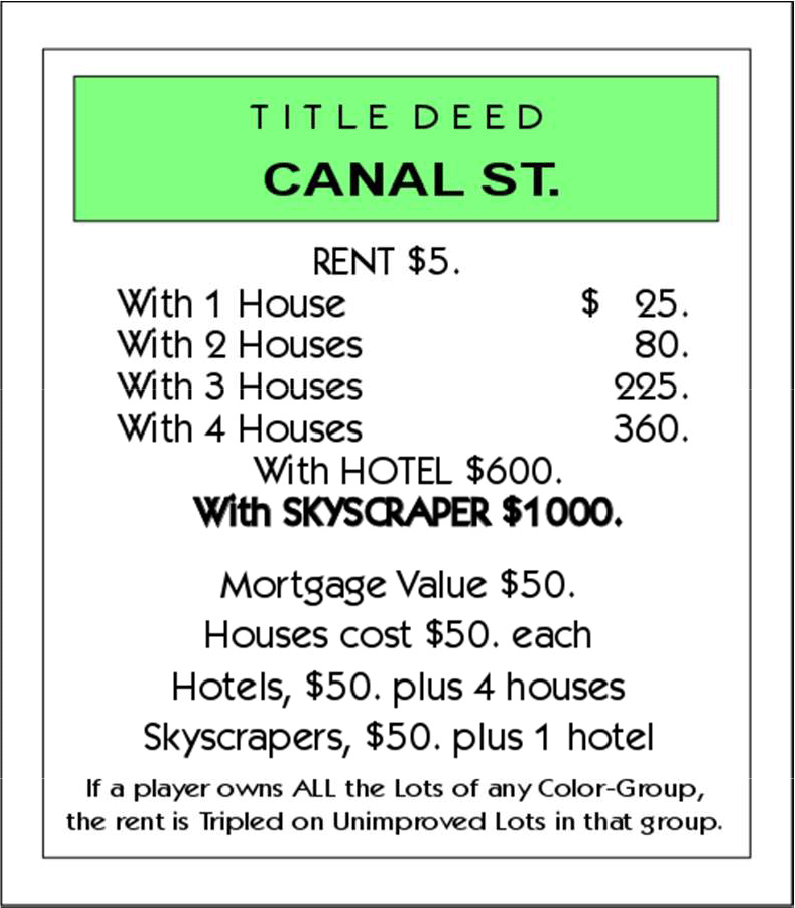 TITLE DEED
CANAL ST.
RENT $5.
With 1 House $ 25.
With 2 Houses 80.
With 3 Houses 225.
With 4 Houses 360.
With HOTEL $600.
With SKYSCRAPER $1000.
Mortgage Value $50.
Houses cost $50. each
Hotels, $50. plus 4 houses
Skyscrapers, $50. plus 1 hotel
If a player owns ALL the Lots of any Color-Group,
the rent is Tripled on Unimproved Lots in that group.